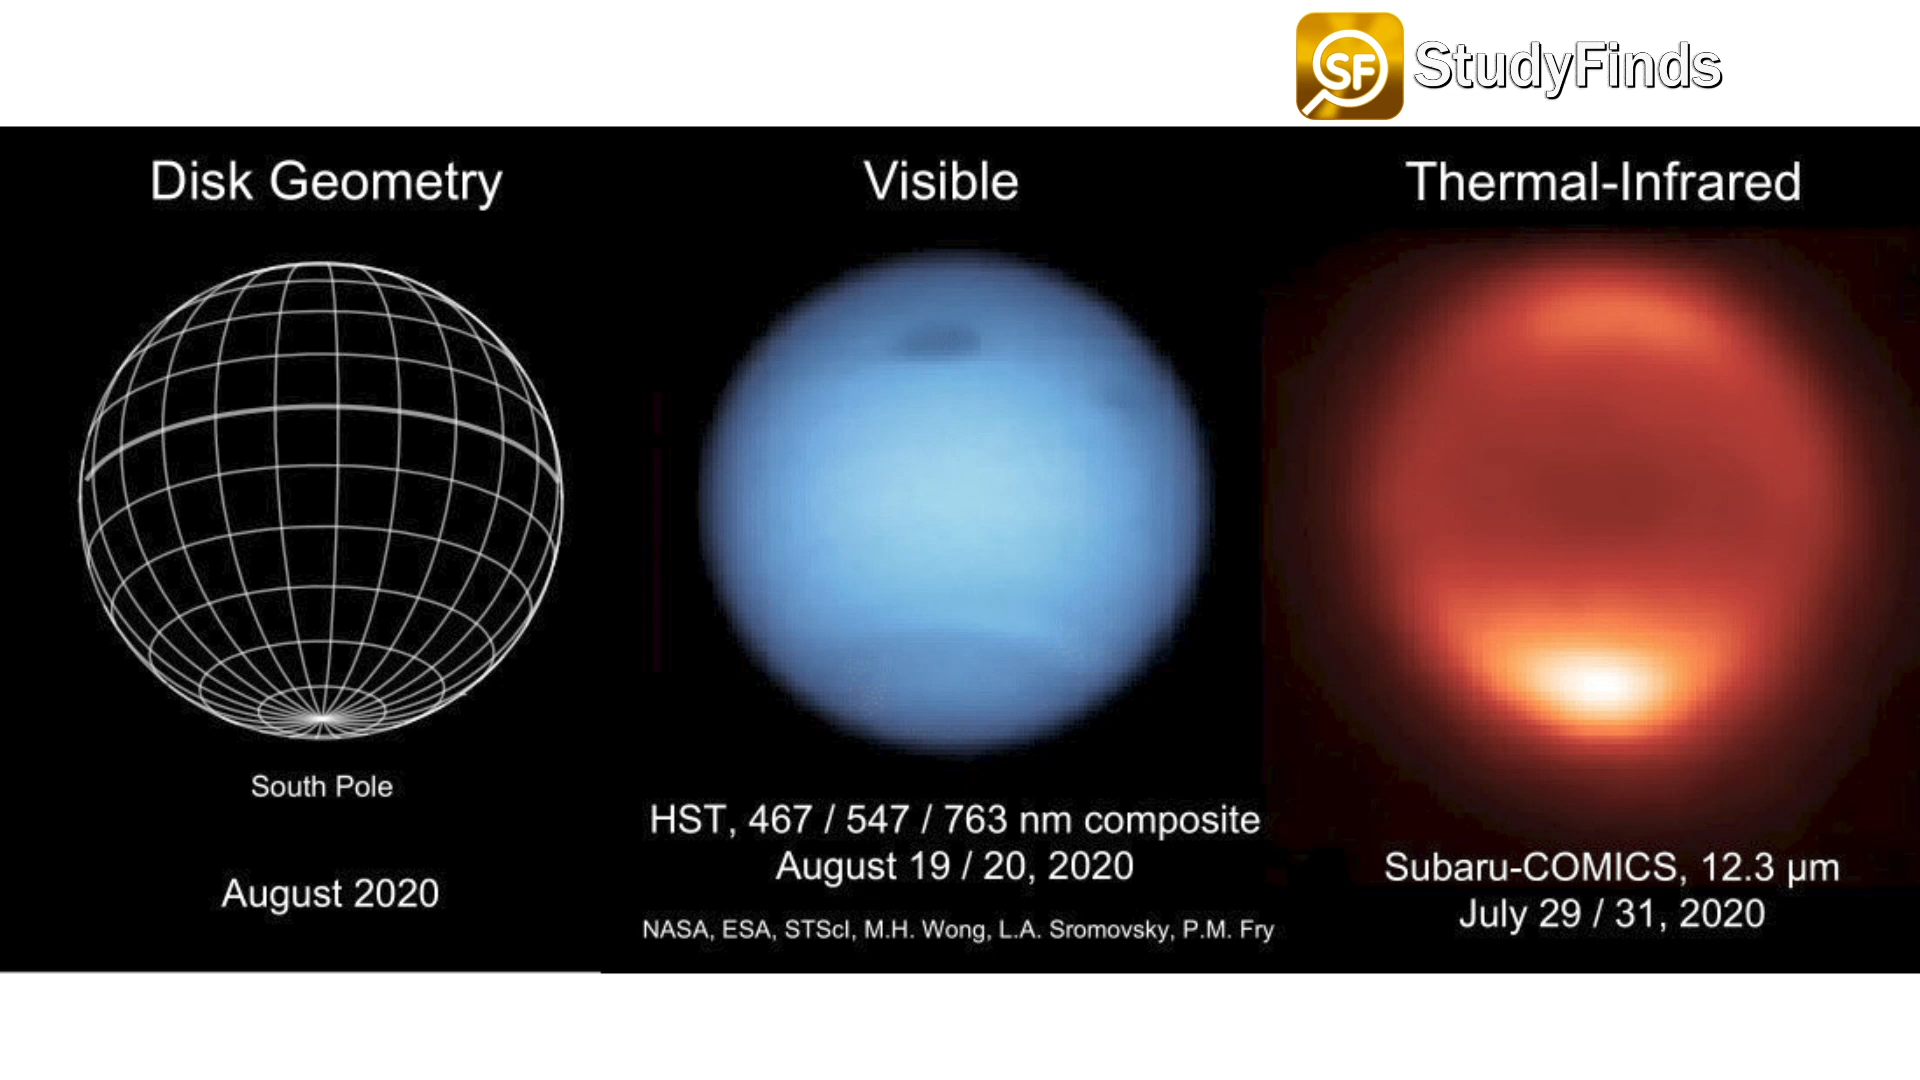 SF StudyFinds
Disk Geometry
Visible
Thermal-Infrared
South Pole
August 2020
HST, 467 / 547 / 763 nm composite
August 19 / 20, 2020
NASA, ESA, STScI, M.H. Wong, L.A. Sromovsky, P.M. Fry
Subaru-COMICS, 12.3 µm
July 29 / 31, 2020